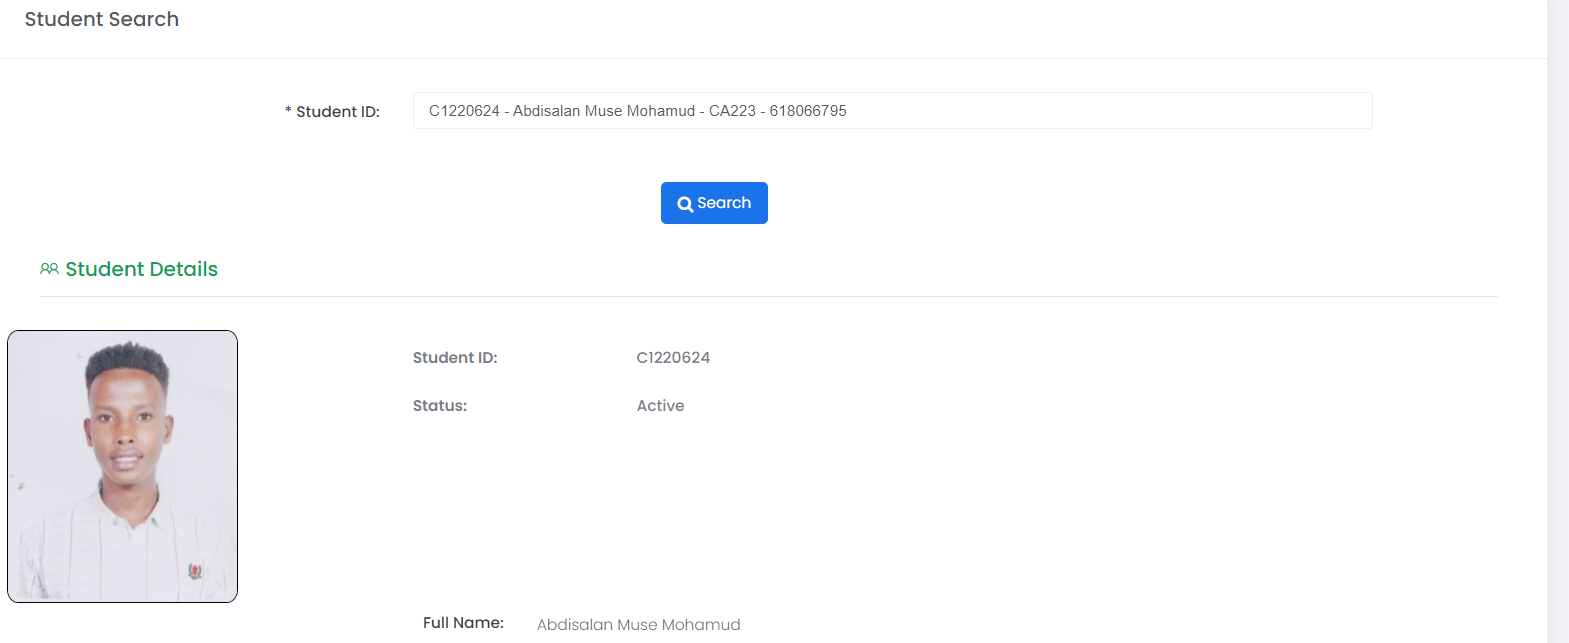 Student Search
* Student ID: C1220624 - Abdisalan Muse Mohamud - CA223 - 618066795
Search
Student Details
Student ID: C1220624
Status: Active
Full Name: Abdisalan Muse Mohamud